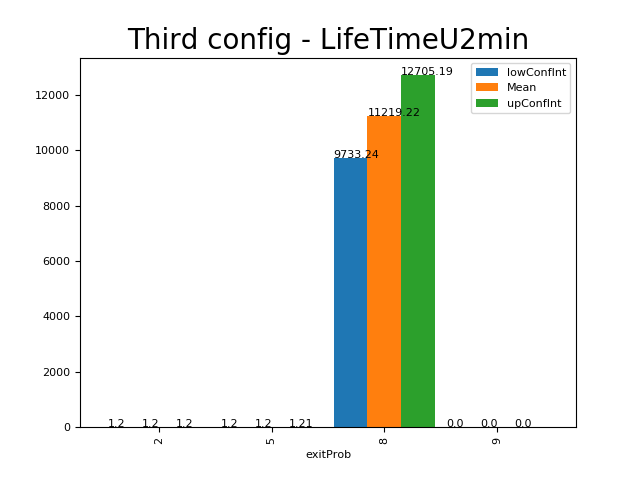 Third config - LifeTimeU2min
lowConfInt
Mean
upConfInt
12705.19
11219.22
9733.24
12000
10000
8000
6000
4000
2000
0
1.2 1.2 1.2 1.2 1.2 1.21 0.0 0.0 0.0
2 5 8 9
exitProb